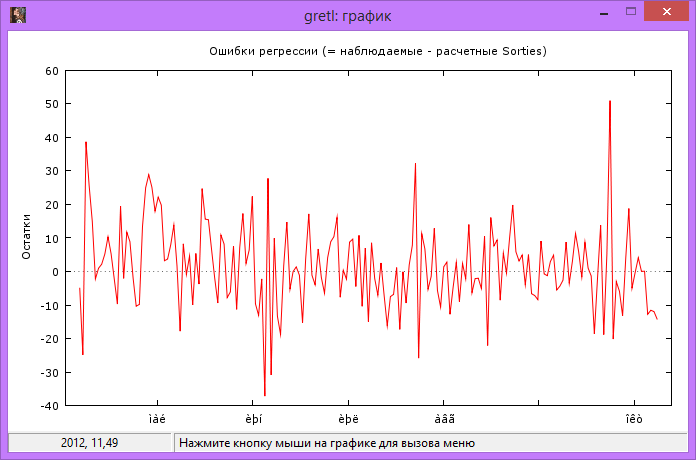 gretl: график
Ошибки регрессии (= наблюдаемые - расчетные Sorties)
60
50
40
30
20
10
0
-10
-20
-30
-40
Остатки
ìàé èþí èþë àâã îêò
2012, 11,49 Нажмите кнопку мыши на графике для вызова меню